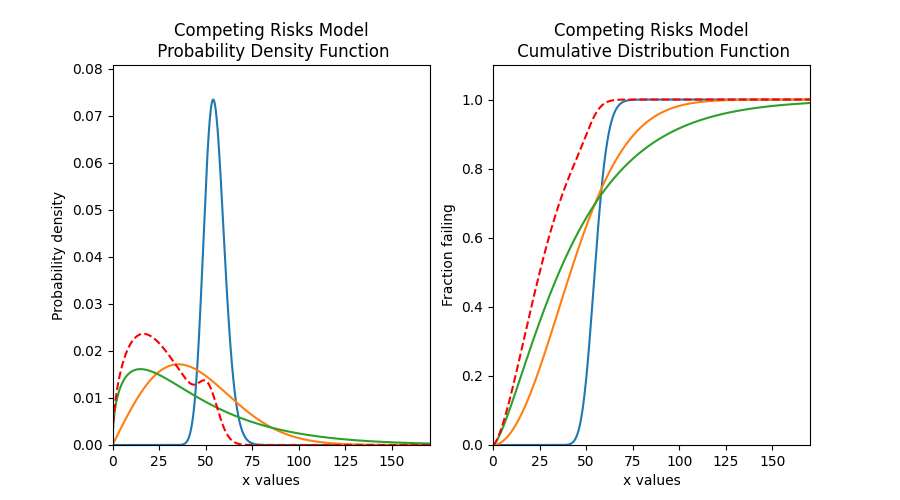 Competing Risks Model
Probability Density Function
0.08
0.07
0.06
0.05
0.04
0.03
0.02
0.01
0.00
Probability density
0 25 50 75 100 125 150
x values
Competing Risks Model
Cumulative Distribution Function
1.0
0.8
0.6
0.4
0.2
0.0
Fraction failing
0 25 50 75 100 125 150
x values